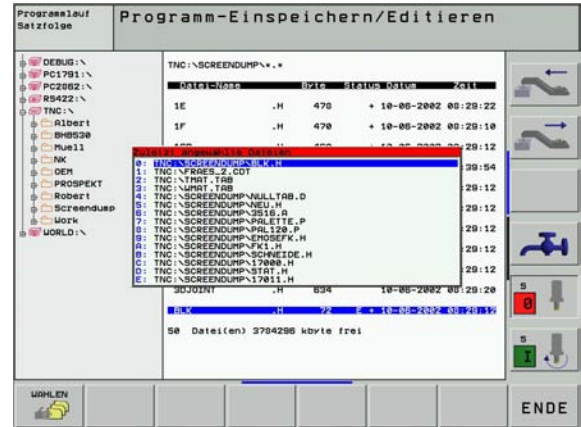 Programmlauf
Satzfolge
Programm-Einspeichern/Editieren
DEBUG:\
PC1791:\
PC2862:\
RS422:\
TNC:\
Albert
BHB530
Muell
NK
OEM
PROSPEKT
Robert
Screendump
Work
WORLD:\
TNC:\SCREENDUMP\*.*
Datei-Name Byte Status Datum Zeit
1E .H 478 + 10-06-2002 08:29:22
1F .H 470 + 10-06-2002 08:29:10
:29:12
Zuletzt angewählte Dateien
0: TNC:\SCREENDUMP\BLK.H
1: TNC:\FRAES_2.CDT
2: TNC:\TMAT.TAB
3: TNC:\WMAT.TAB
4: TNC:\SCREENDUMP\NULLTAB.D
5: TNC:\SCREENDUMP\NEU.H
6: TNC:\SCREENDUMP\3516.A
7: TNC:\SCREENDUMP\PALETTE.P
8: TNC:\SCREENDUMP\PAL120.P
9: TNC:\SCREENDUMP\EMOSEFK.H
A: TNC:\SCREENDUMP\FK1.H
B: TNC:\SCREENDUMP\SCHNEIDE.H
C: TNC:\SCREENDUMP\17000.H
D: TNC:\SCREENDUMP\STAT.H
E: TNC:\SCREENDUMP\17011.H
:39:54
:29:12
:29:12
:29:12
:29:12
:29:12
3DJOINT .H 634 10-06-2002 08:29:20
BLK .H 72 E + 10-06-2002 08:29:12
50 Datei(en) 3784296 kbyte frei
S
0
S
I
WÄHLEN
ENDE